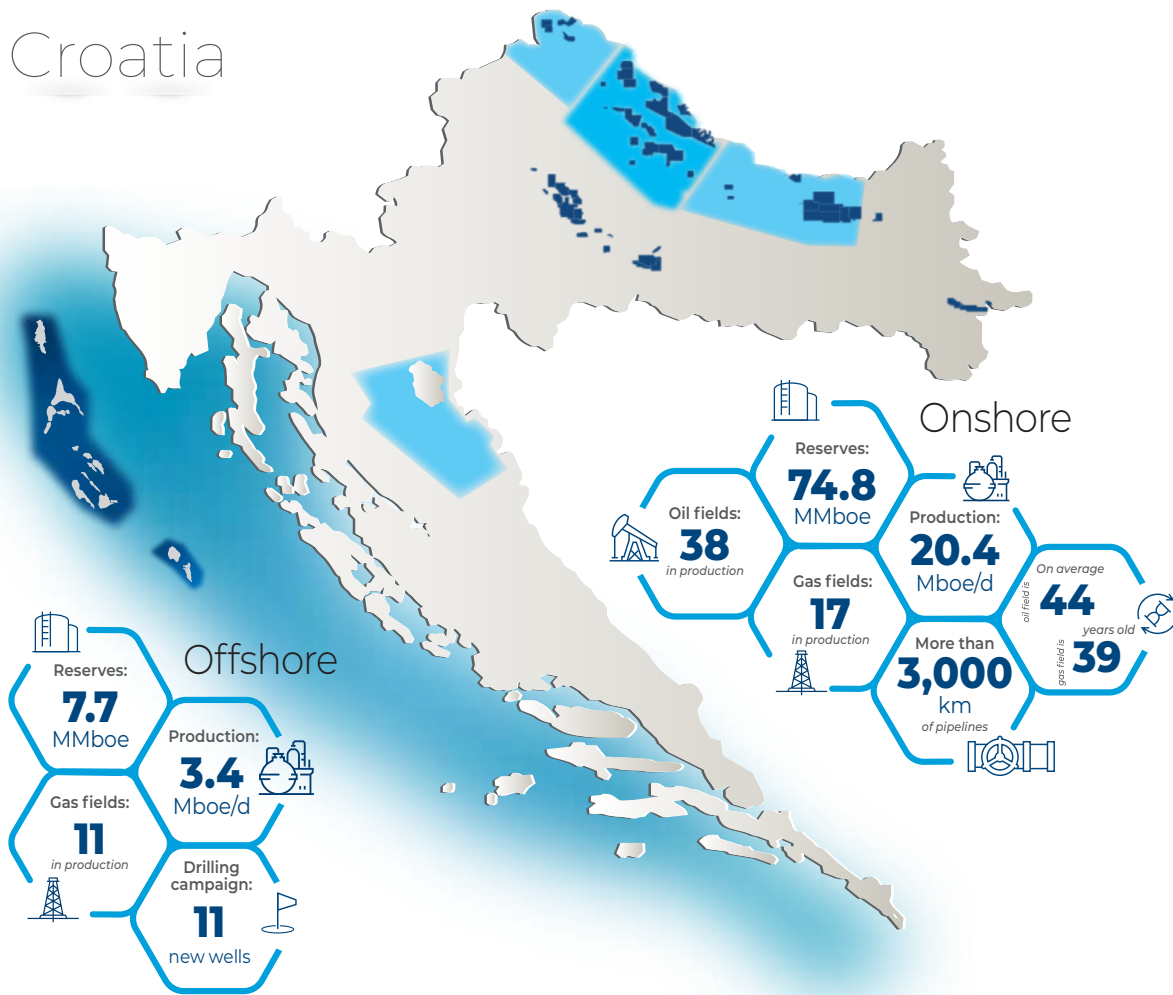 Croatia
Onshore
Reserves:
74.8
MMboe
Oil fields:
38
in production
Production:
20.4
Mboe/d
Gas fields:
17
in production
On average
oil field is
44
years old
gas field is
39
More than
3,000
km
of pipelines
Offshore
Reserves:
7.7
MMboe
Production:
3.4
Mboe/d
Gas fields:
11
in production
Drilling
campaign:
11
new wells